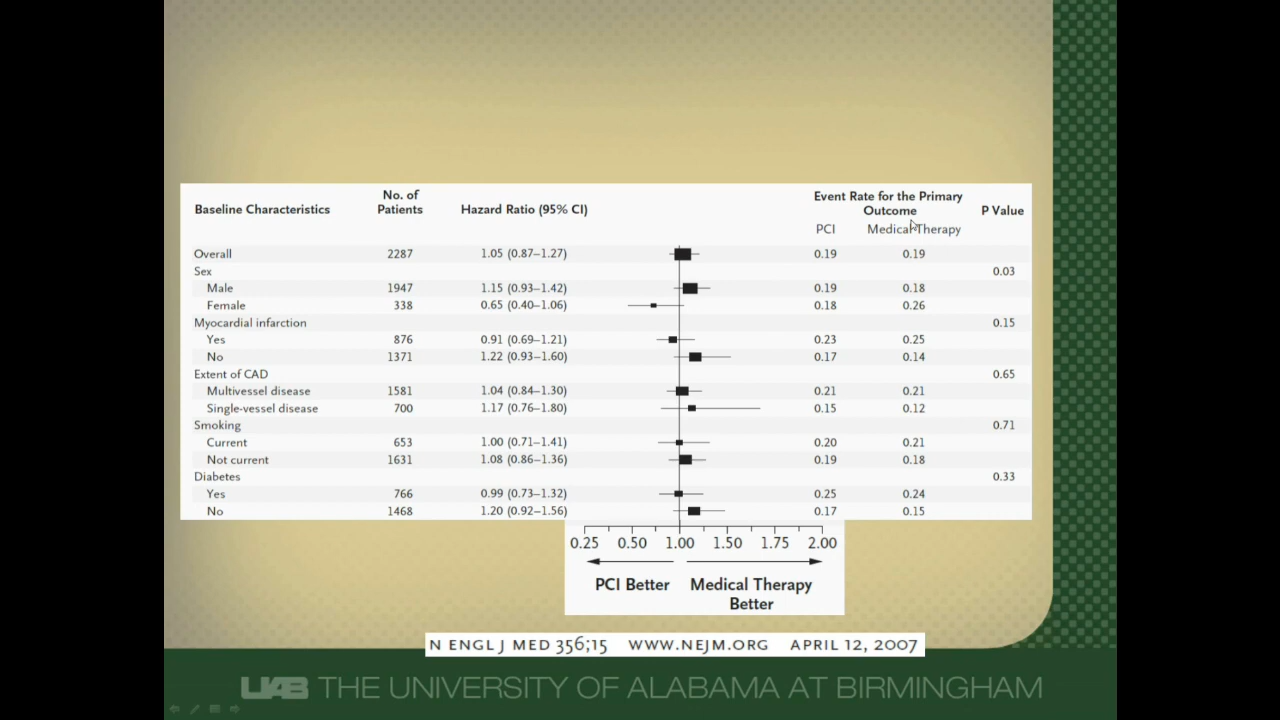 Baseline Characteristics No. of Patients Hazard Ratio (95% CI) Event Rate for the Primary Outcome P Value
PCI Medical Therapy
Overall 2287 1.05 (0.87–1.27) 0.19 0.19
Sex 0.03
Male 1947 1.15 (0.93–1.42) 0.19 0.18
Female 338 0.65 (0.40–1.06) 0.18 0.26
Myocardial infarction 0.15
Yes 876 0.91 (0.69–1.21) 0.23 0.25
No 1371 1.22 (0.93–1.60) 0.17 0.14
Extent of CAD 0.65
Multivessel disease 1581 1.04 (0.84–1.30) 0.21 0.21
Single-vessel disease 700 1.17 (0.76–1.80) 0.15 0.12
Smoking 0.71
Current 653 1.00 (0.71–1.41) 0.20 0.21
Not current 1631 1.08 (0.86–1.36) 0.19 0.18
Diabetes 0.33
Yes 766 0.99 (0.73–1.32) 0.25 0.24
No 1468 1.20 (0.92–1.56) 0.17 0.15
0.25 0.50 1.00 1.50 1.75 2.00
PCI Better Medical Therapy
Better
N ENGL J MED 356;15 WWW.NEJM.ORG APRIL 12, 2007
UAB THE UNIVERSITY OF ALABAMA AT BIRMINGHAM